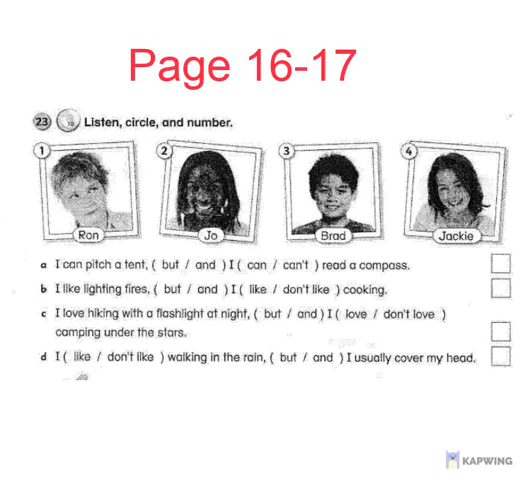 Page 16-17
23 10 Listen, circle, and number.
1 2 3 4
Ron Jo Brad Jackie
a I can pitch a tent, ( but / and ) I ( can / can't ) read a compass.
b I like lighting fires, ( but / and ) I ( like / don't like ) cooking.
c I love hiking with a flashlight at night, ( but / and ) I ( love / don't love )
camping under the stars.
d I ( like / don't like ) walking in the rain, ( but / and ) I usually cover my head.
KAPWING